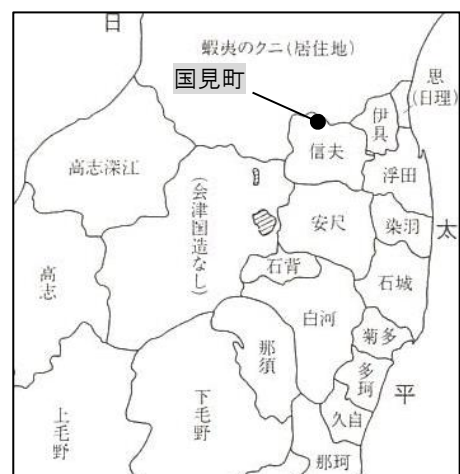 日
蝦夷のクニ(居住地)
国見町
思
(日理)
伊具
信夫
浮田
高志深江
(会津国造なし)
安尺
染羽
太
石背
石城
高志
白河
菊多
那須
多珂
平
下毛野
久自
上毛野
那珂